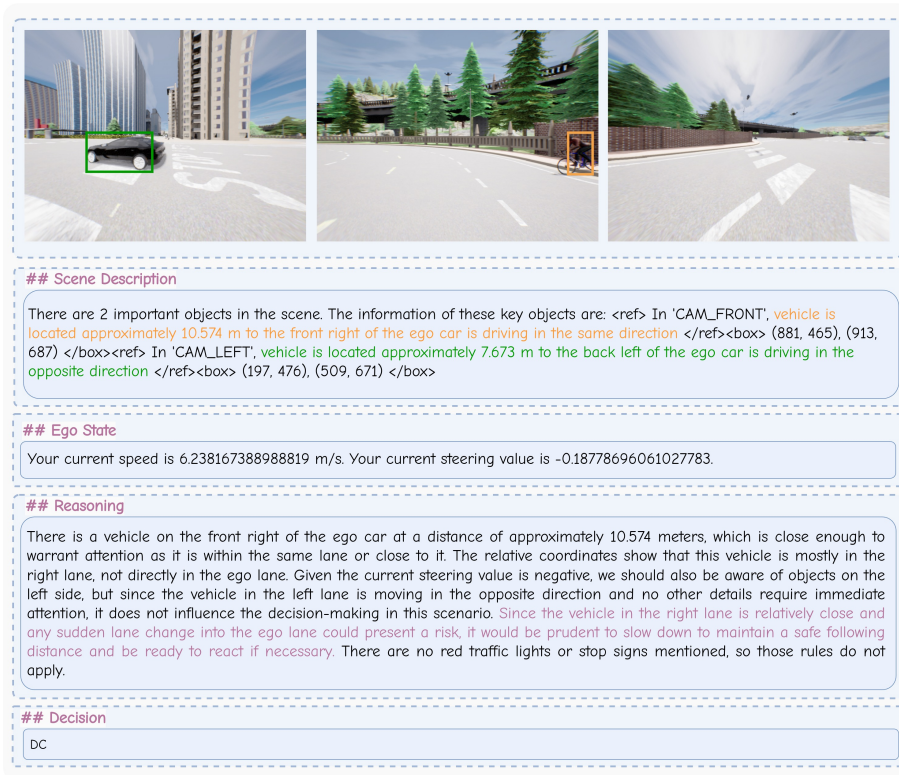 ## Scene Description
There are 2 important objects in the scene. The information of these key objects are: <ref> In 'CAM_FRONT', vehicle is
located approximately 10.574 m to the front right of the ego car is driving in the same direction </ref><box> (881, 465), (913,
687) </box><ref> In 'CAM_LEFT', vehicle is located approximately 7.673 m to the back left of the ego car is driving in the
opposite direction </ref><box> (197, 476), (509, 671) </box>
## Ego State
Your current speed is 6.238167388988819 m/s. Your current steering value is -0.18778696061027783.
## Reasoning
There is a vehicle on the front right of the ego car at a distance of approximately 10.574 meters, which is close enough to
warrant attention as it is within the same lane or close to it. The relative coordinates show that this vehicle is mostly in the
right lane, not directly in the ego lane. Given the current steering value is negative, we should also be aware of objects on the
left side, but since the vehicle in the left lane is moving in the opposite direction and no other details require immediate
attention, it does not influence the decision-making in this scenario. Since the vehicle in the right lane is relatively close and
any sudden lane change into the ego lane could present a risk, it would be prudent to slow down to maintain a safe following
distance and be ready to react if necessary. There are no red traffic lights or stop signs mentioned, so those rules do not
apply.
## Decision
DC